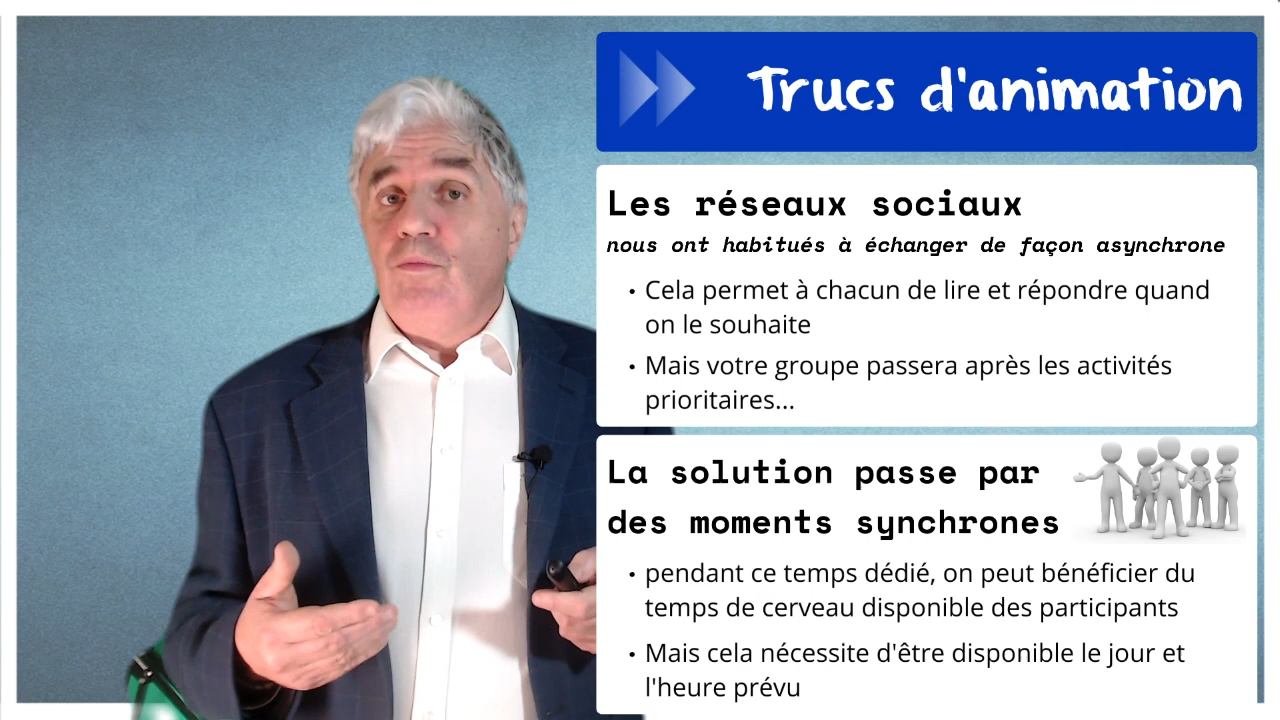 Trucs d'animation
Les réseaux sociaux
nous ont habitués à échanger de façon asynchrone
• Cela permet à chacun de lire et répondre quand
on le souhaite
• Mais votre groupe passera après les activités
prioritaires...
La solution passe par
des moments synchrones
• pendant ce temps dédié, on peut bénéficier du
temps de cerveau disponible des participants
• Mais cela nécessite d'être disponible le jour et
l'heure prévu